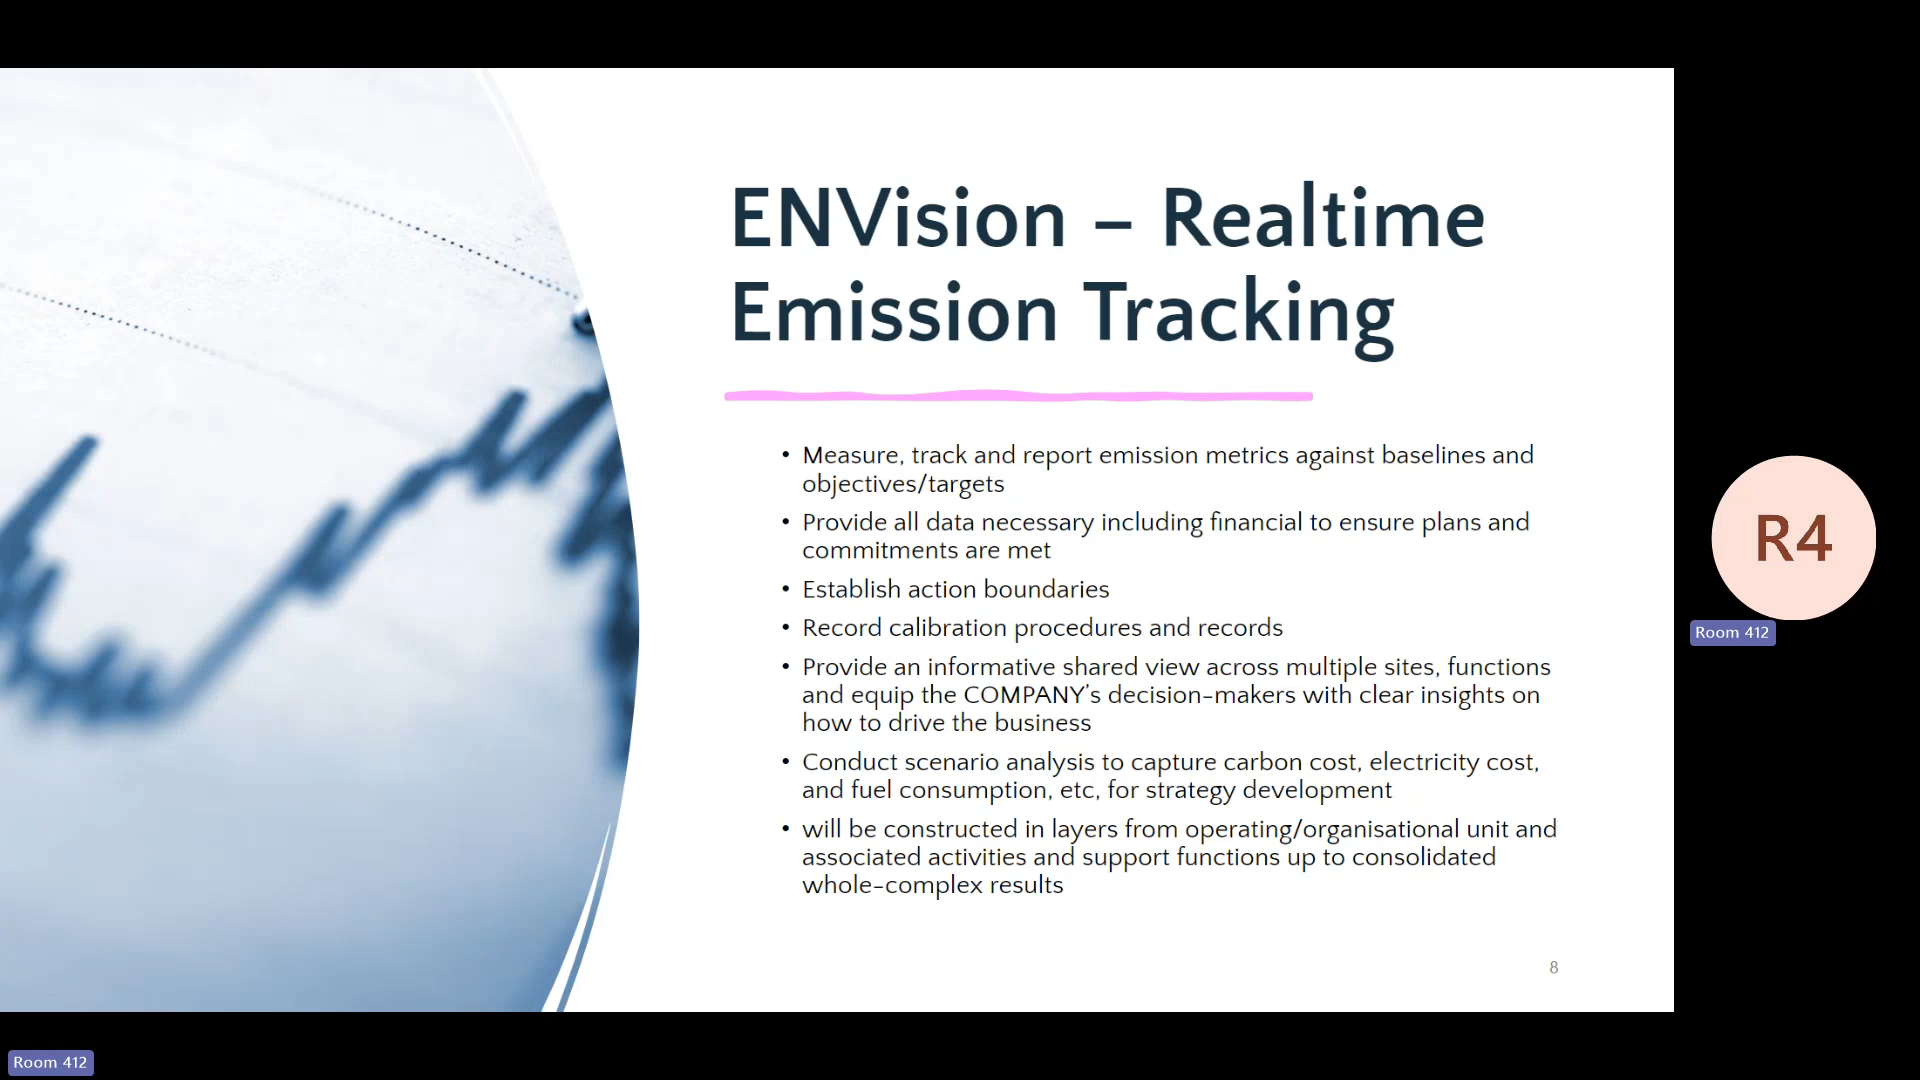 ENVision – Realtime
Emission Tracking
• Measure, track and report emission metrics against baselines and
objectives/targets
• Provide all data necessary including financial to ensure plans and
commitments are met
• Establish action boundaries
• Record calibration procedures and records
• Provide an informative shared view across multiple sites, functions
and equip the COMPANY's decision-makers with clear insights on
how to drive the business
• Conduct scenario analysis to capture carbon cost, electricity cost,
and fuel consumption, etc, for strategy development
• will be constructed in layers from operating/organisational unit and
associated activities and support functions up to consolidated
whole-complex results
8
R4
Room 412
Room 412